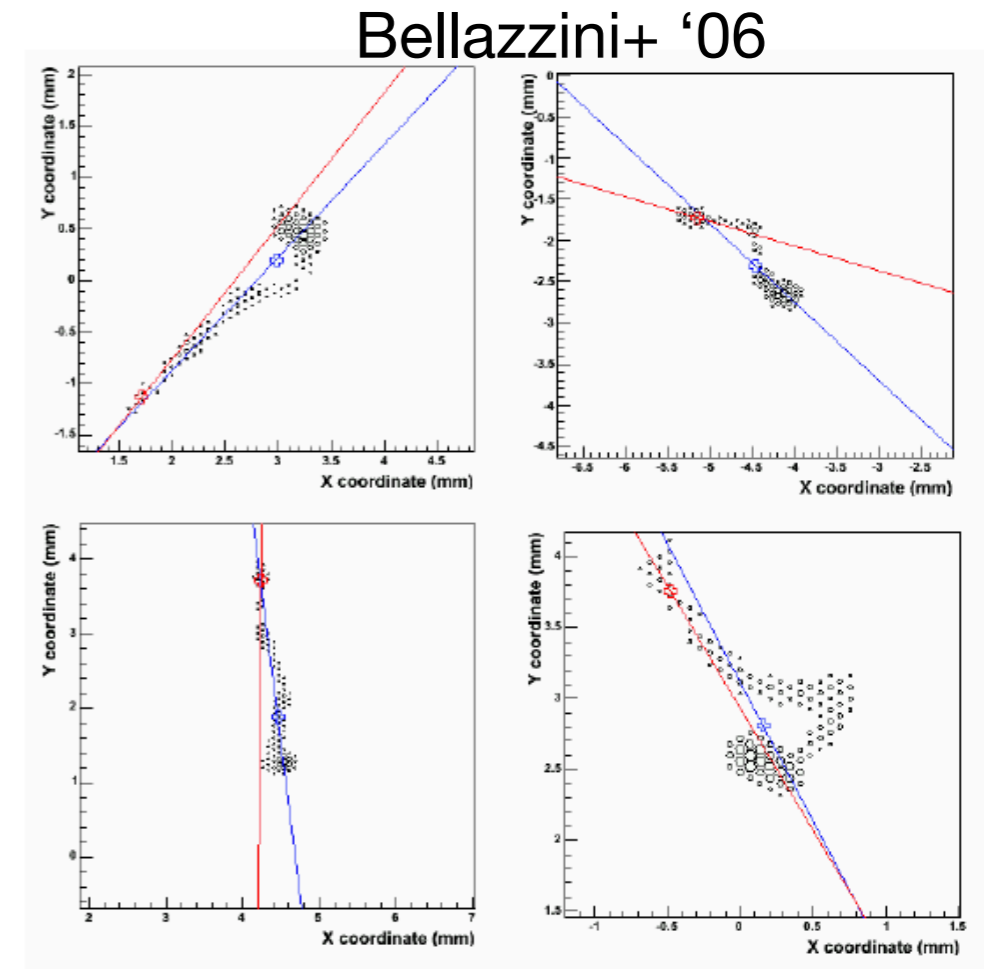 Bellazzini+ ‘06
Y coordinate (mm)
2
1.5
1
0.5
0
-0.5
-1
-1.5
1.5 2 2.5 3 3.5 4 4.5
X coordinate (mm)
Y coordinate (mm)
0
-0.5
-1
-1.5
-2
-2.5
-3
-3.5
-4
-4.5
-6.5 -6 -5.5 -5 -4.5 -4 -3.5 -3 -2.5
X coordinate (mm)
Y coordinate (mm)
4
3
2
1
0
2 3 4 5 6 7
X coordinate (mm)
Y coordinate (mm)
4
3.5
3
2.5
2
1.5
-1 -0.5 0 0.5 1 1.5
X coordinate (mm)